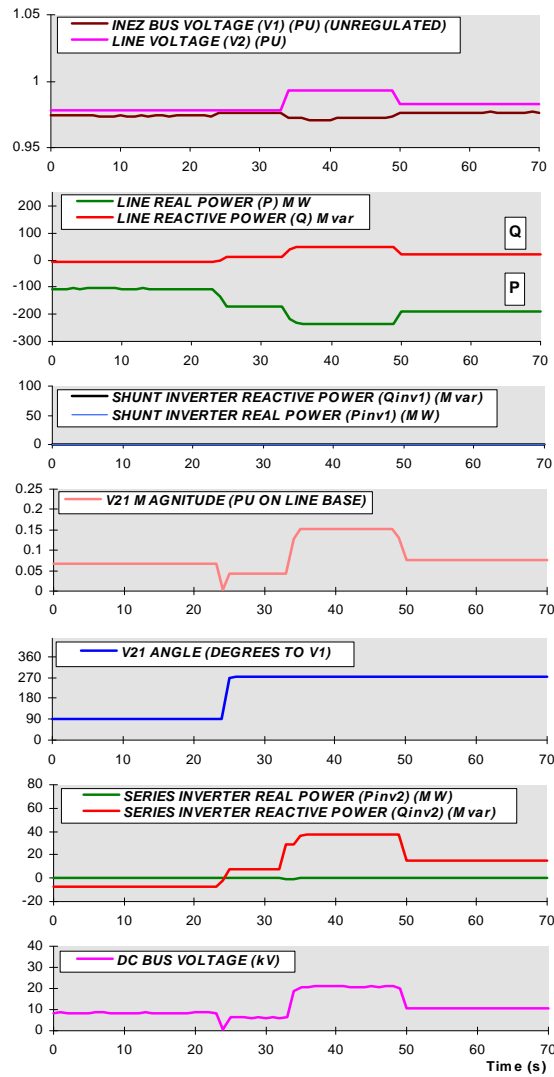 1.05
INEZ BUS VOLTAGE (V1) (PU) (UNREGULATED)
LINE VOLTAGE (V2) (PU)
1
0.95
0 10 20 30 40 50 60 70
200
LINE REAL POWER (P) MW
LINE REACTIVE POWER (Q) Mvar
100
Q
0
-100
P
-200
-300
0 10 20 30 40 50 60 70
100
SHUNT INVERTER REACTIVE POWER (Qinv1) (Mvar)
SHUNT INVERTER REAL POWER (Pinv1) (MW)
50
0
0 10 20 30 40 50 60 70
0.25
V21 MAGNITUDE (PU ON LINE BASE)
0.2
0.15
0.1
0.05
0
0 10 20 30 40 50 60 70
360
V21 ANGLE (DEGREES TO V1)
270
180
90
0
0 10 20 30 40 50 60 70
80
SERIES INVERTER REAL POWER (Pinv2) (MW)
SERIES INVERTER REACTIVE POWER (Qinv2) (Mvar)
60
40
20
0
-20
0 10 20 30 40 50 60 70
40
DC BUS VOLTAGE (kV)
30
20
10
0
0 10 20 30 40 50 60 70
Time (s)